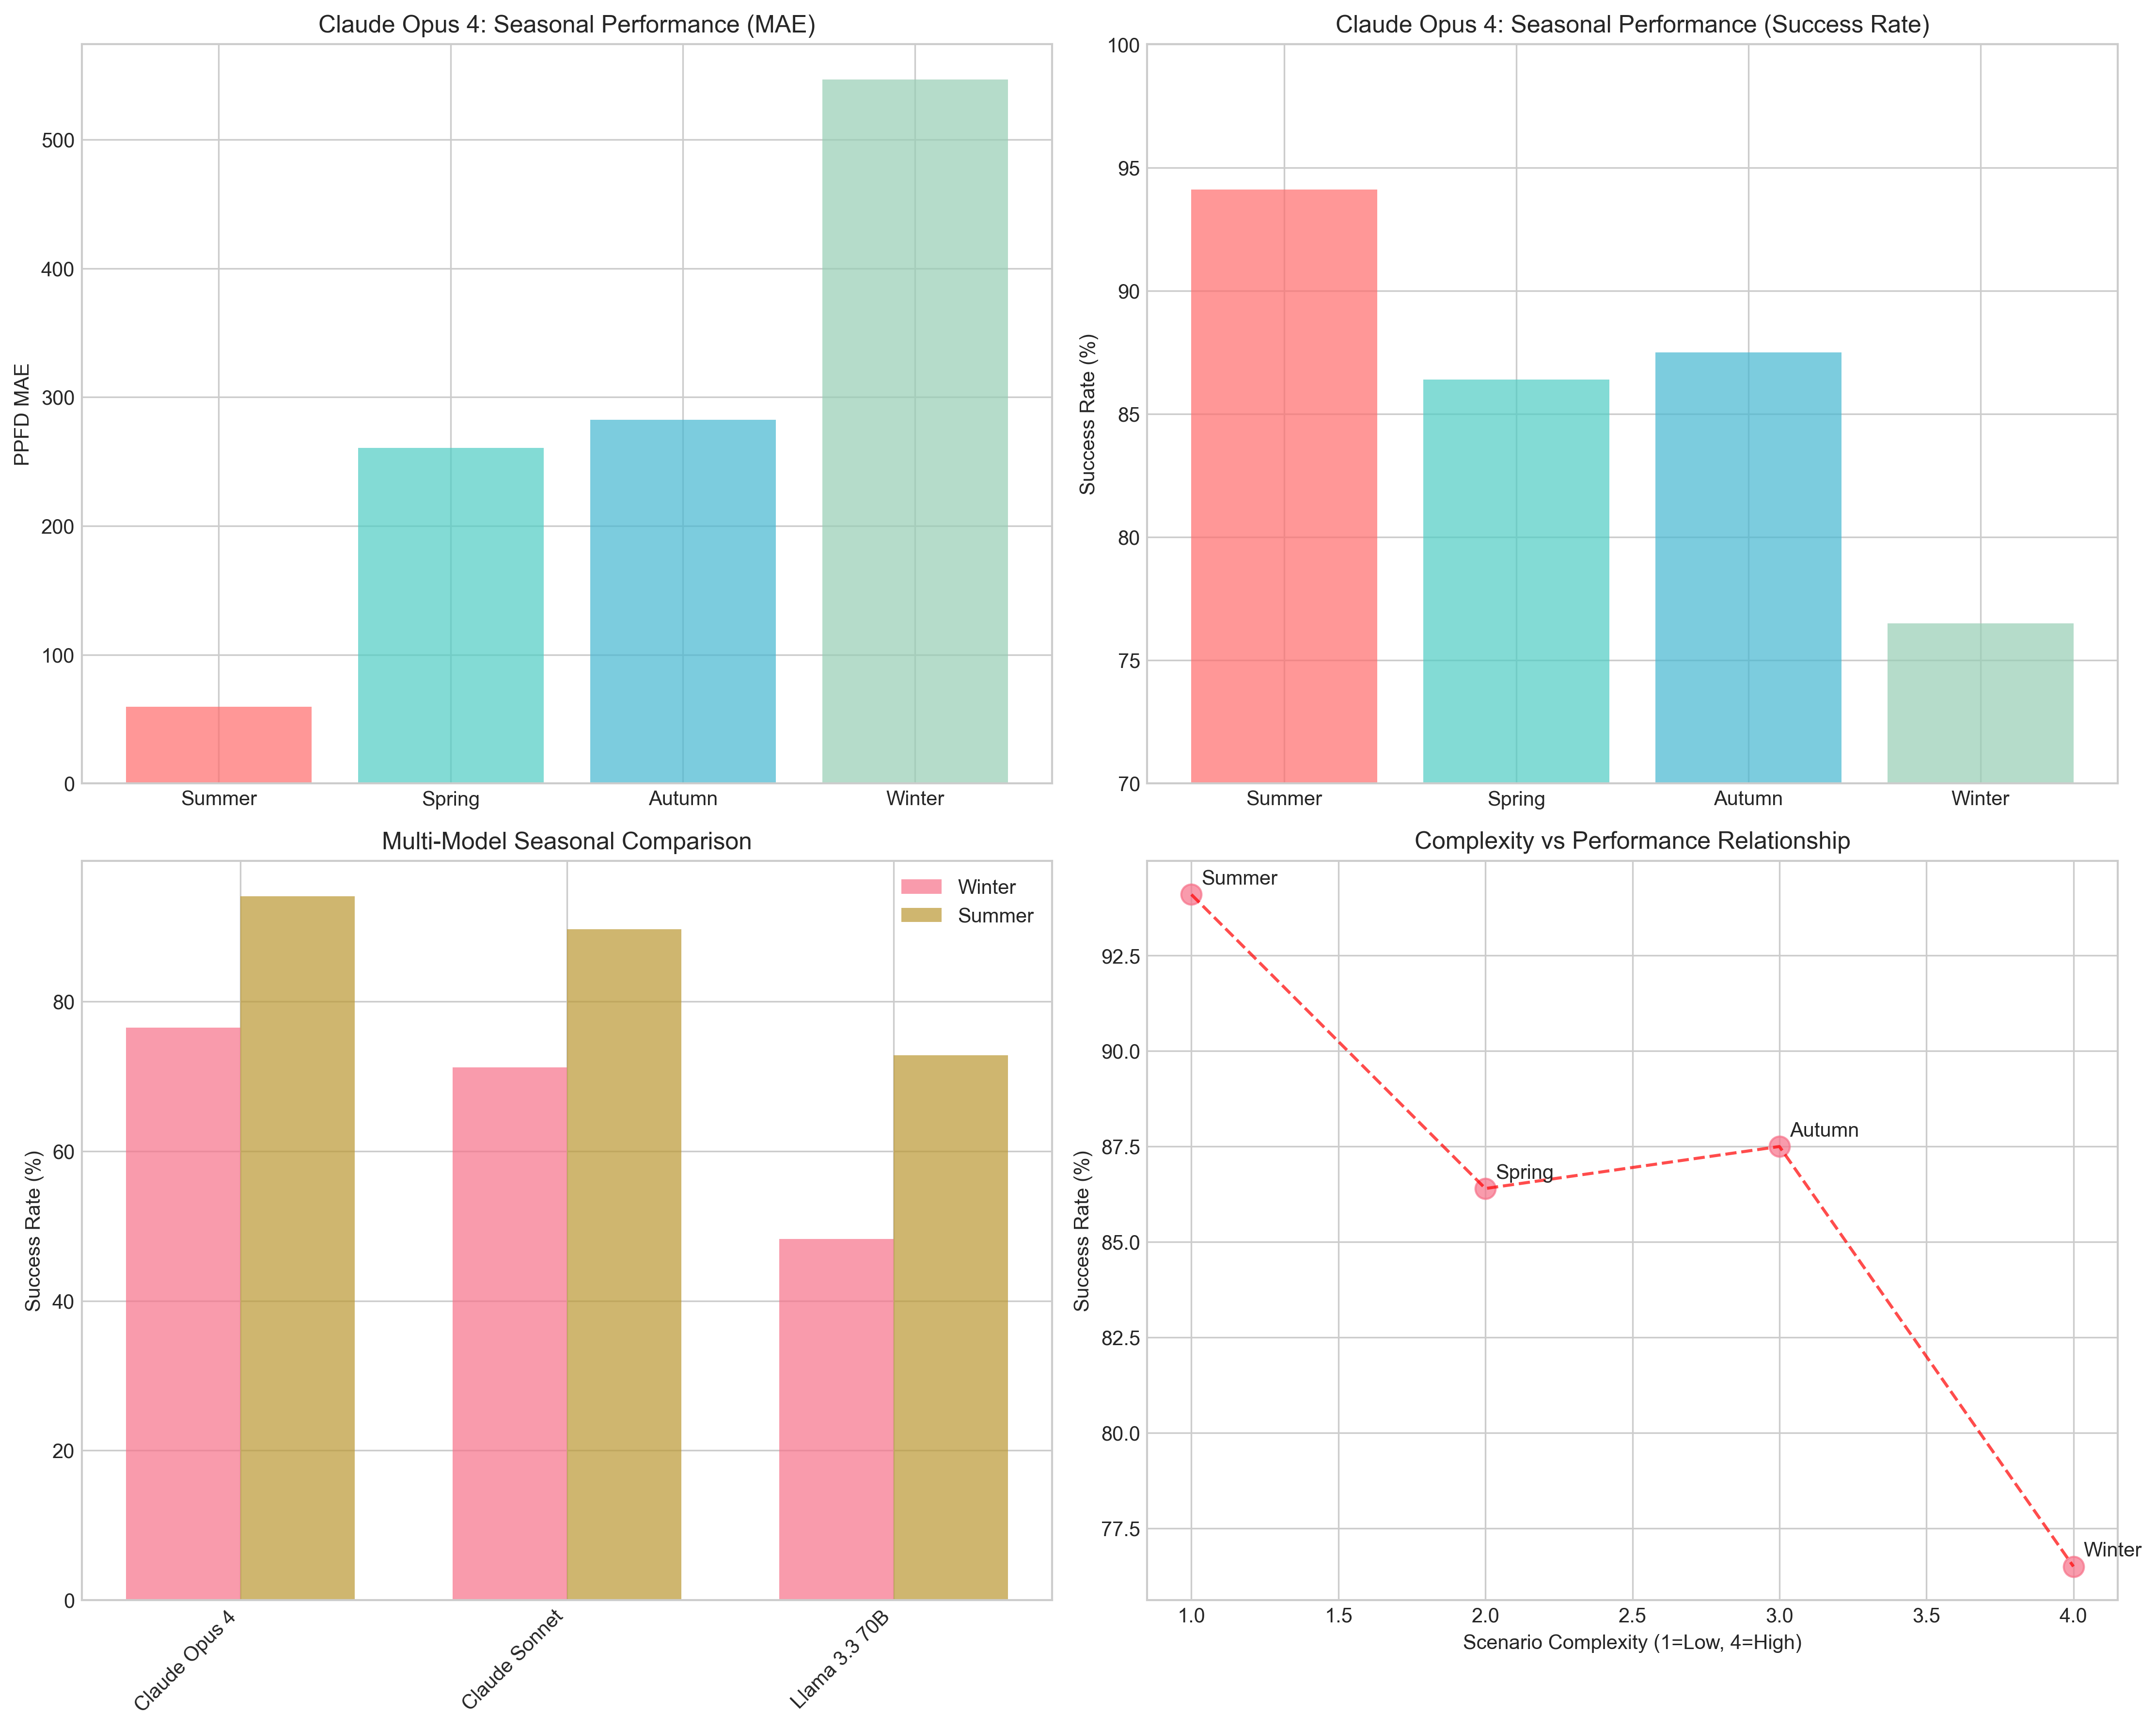 Claude Opus 4: Seasonal Performance (MAE)
PPFD MAE
500
400
300
200
100
0
Summer Spring Autumn Winter
Claude Opus 4: Seasonal Performance (Success Rate)
Success Rate (%)
100
95
90
85
80
75
70
Summer Spring Autumn Winter
Multi-Model Seasonal Comparison
Success Rate (%)
80
60
40
20
0
Winter
Summer
Claude Opus 4
Claude Sonnet
Llama 3.3 70B
Complexity vs Performance Relationship
Success Rate (%)
92.5
90.0
87.5
85.0
82.5
80.0
77.5
Summer
Spring
Autumn
Winter
1.0 1.5 2.0 2.5 3.0 3.5 4.0
Scenario Complexity (1=Low, 4=High)